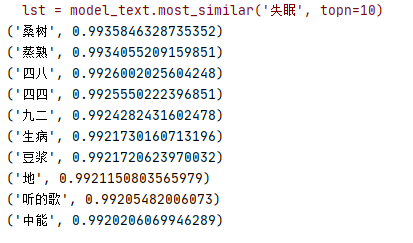 lst = model_text.most_similar('失眠', topn=10)
('桑树', 0.9935846328735352)
('蒸熟', 0.9934055209159851)
('四八', 0.9926002025604248)
('四四', 0.9925550222396851)
('九二', 0.9924282431602478)
('生病', 0.9921730160713196)
('豆浆', 0.9921720623970032)
('地', 0.9921150803565979)
('听的歌', 0.99205482006073)
('中能', 0.9920206069946289)